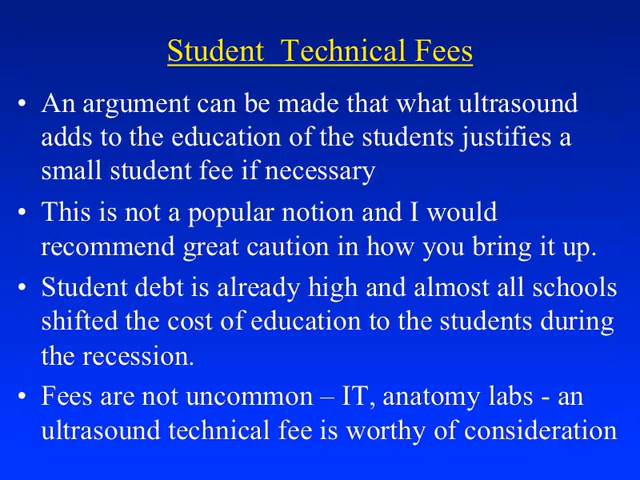 Student  Technical Fees
• An argument can be made that what ultrasound
adds to the education of the students justifies a
small student fee if necessary
• This is not a popular notion and I would
recommend great caution in how you bring it up.
• Student debt is already high and almost all schools
shifted the cost of education to the students during
the recession.
• Fees are not uncommon – IT, anatomy labs - an
ultrasound technical fee is worthy of consideration